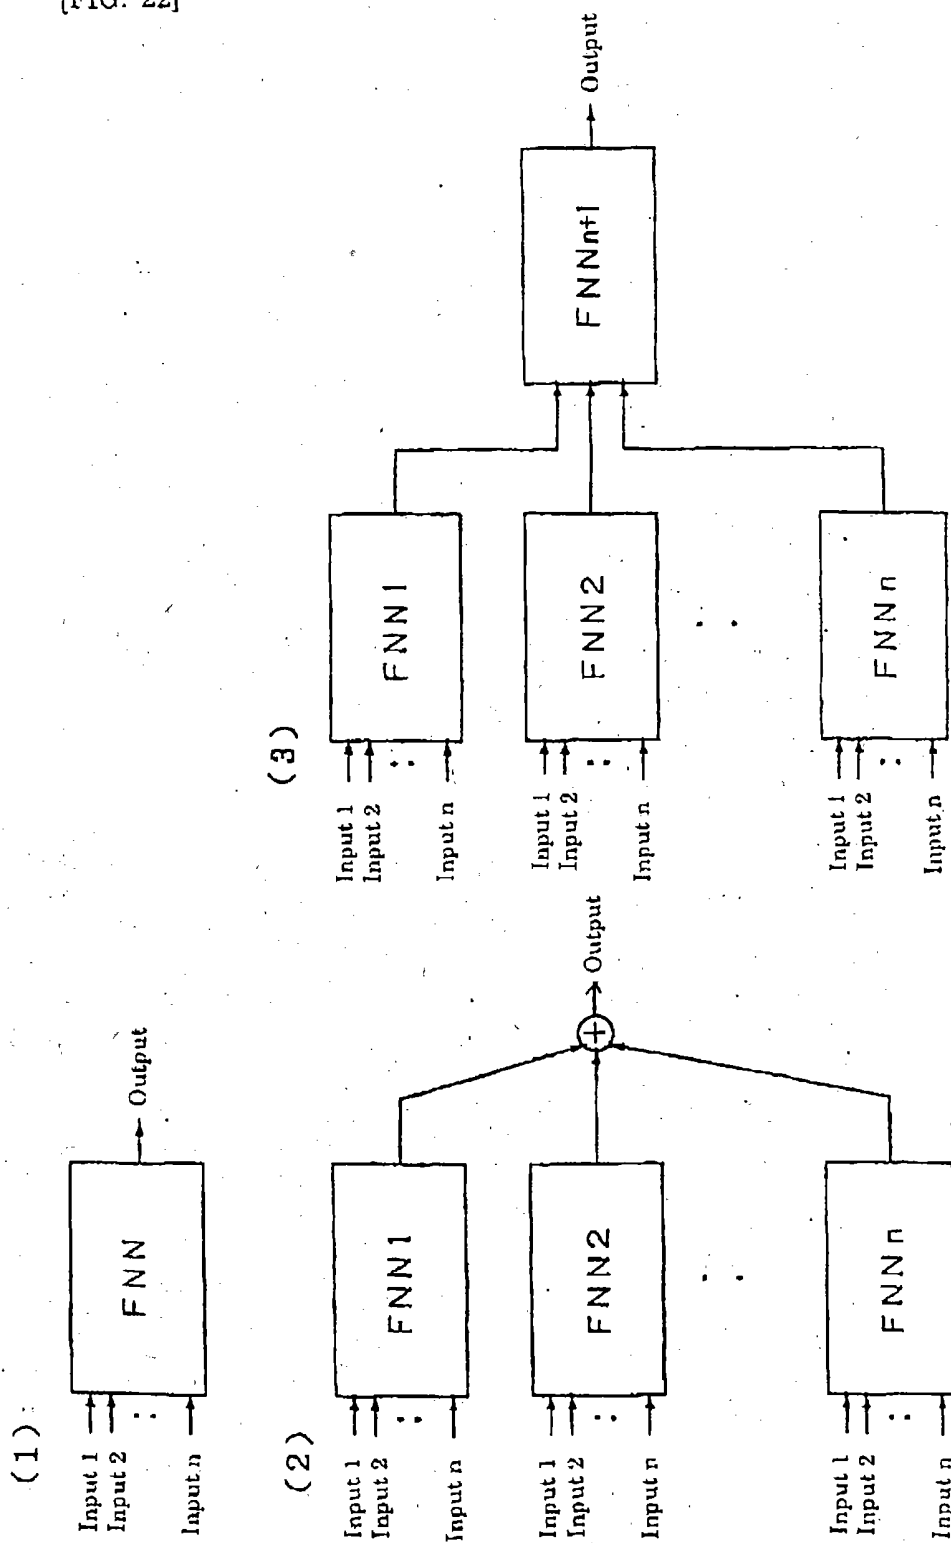 [FIG. 22]
(1)
Input 1
Input 2
Input n
FNN
Output
(2)
Input 1
Input 2
Input n
FNN1
Input 1
Input 2
Input n
FNN2
Input 1
Input 2
Input n
FNNn
+
Output
(3)
Input 1
Input 2
Input n
FNN1
Input 1
Input 2
Input n
FNN2
Input 1
Input 2
Input n
FNNn
FNNn+1
Output